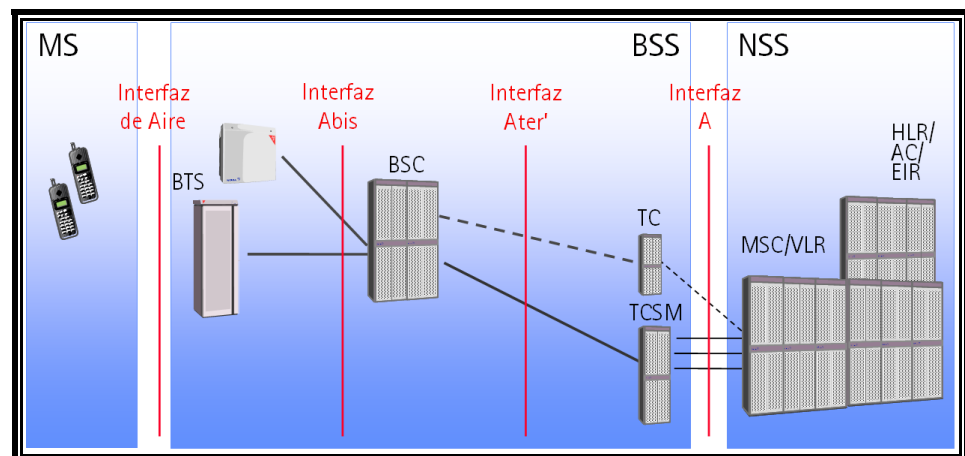 MS
BSS
NSS
Interfaz
de Aire
Interfaz
Abis
Interfaz
Ater'
Interfaz
A
HLR/
AC/
EIR
BTS
BSC
TC
MSC/VLR
TCSM